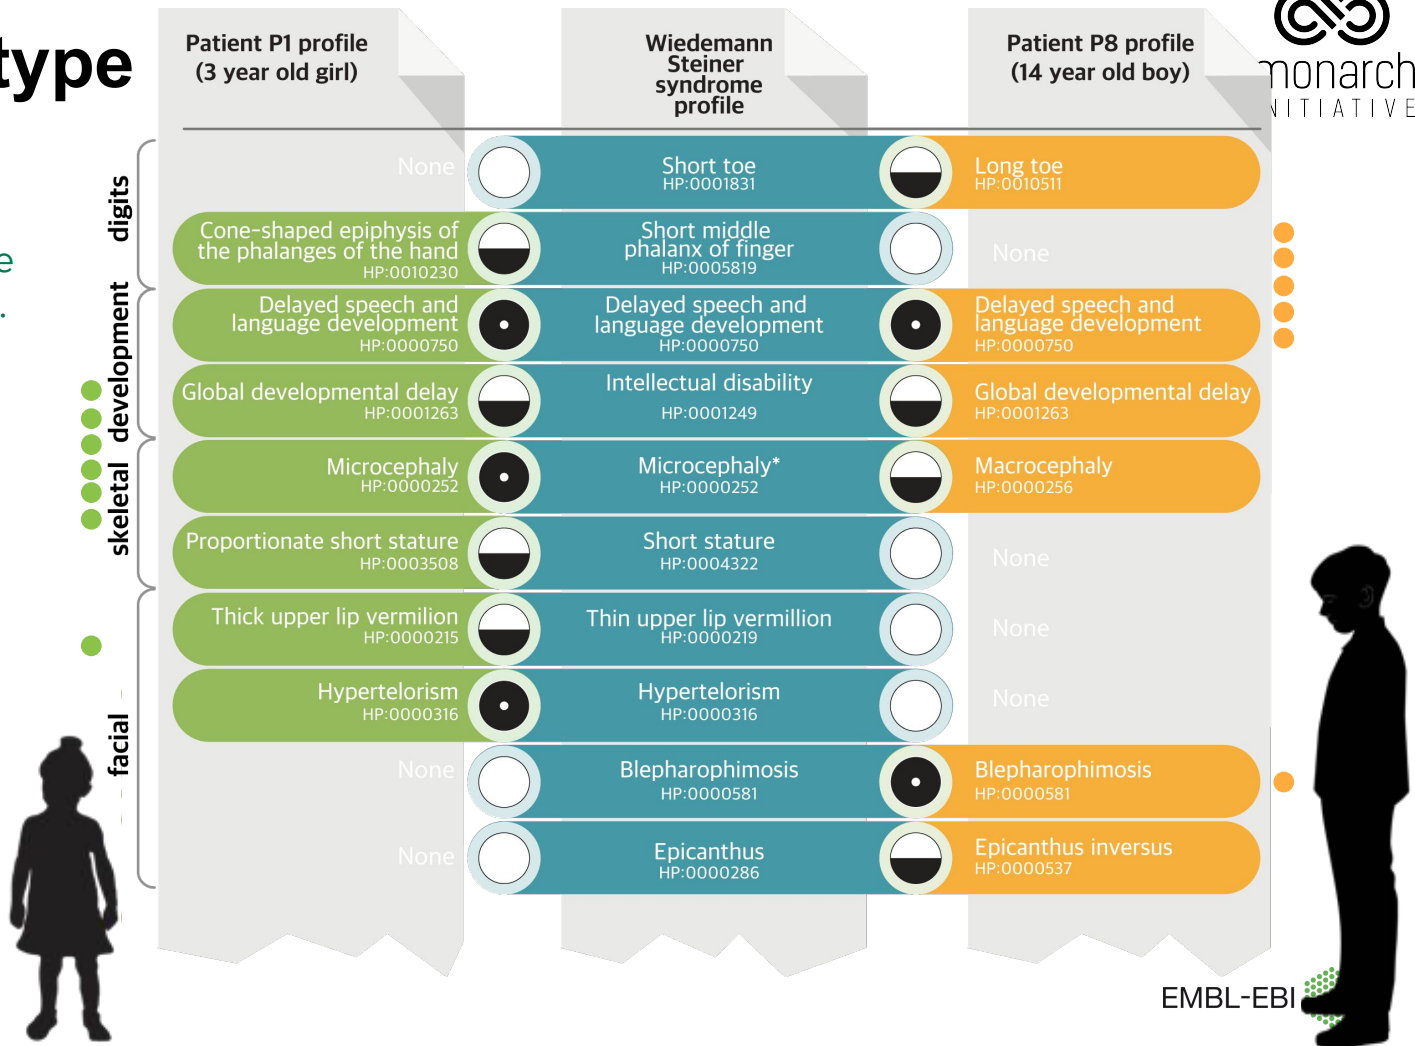 type
Patient P1 profile
(3 year old girl)
Wiedemann
Steiner
syndrome
profile
Patient P8 profile
(14 year old boy)
monarch
INITIATIVE
digits
None
Short toe
HP:0001831
Long toe
HP:0010511
e
.
Cone-shaped epiphysis of
the phalanges of the hand
HP:0010230
Short middle
phalanx of finger
HP:0005819
None
development
Delayed speech and
language development
HP:0000750
Delayed speech and
language development
HP:0000750
Delayed speech and
language development
HP:0000750
Global developmental delay
HP:0001263
Intellectual disability
HP:0001249
Global developmental delay
HP:0001263
skeletal
Microcephaly
HP:0000252
Microcephaly*
HP:0000252
Macrocephaly
HP:0000256
Proportionate short stature
HP:0003508
Short stature
HP:0004322
None
facial
Thick upper lip vermilion
HP:0000215
Thin upper lip vermillion
HP:0000219
None
Hypertelorism
HP:0000316
Hypertelorism
HP:0000316
None
None
Blepharophimosis
HP:0000581
Blepharophimosis
HP:0000581
None
Epicanthus
HP:0000286
Epicanthus inversus
HP:0000537
EMBL-EBI